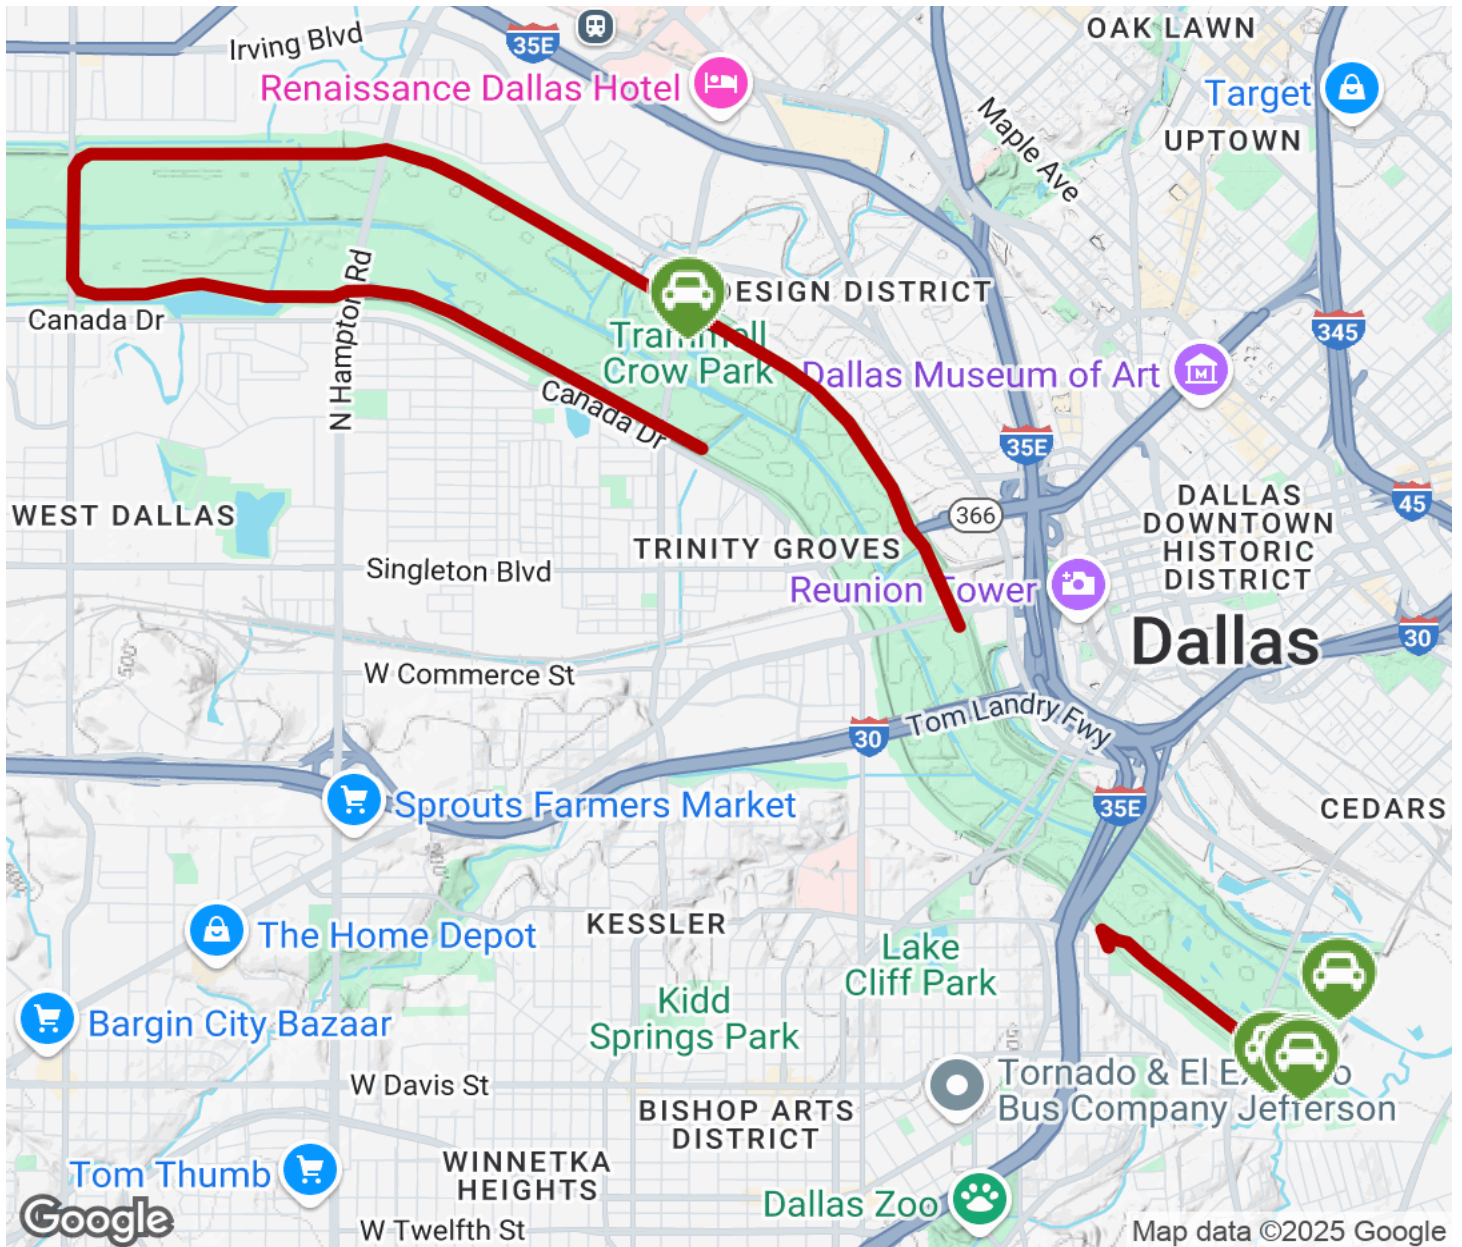 OAK LAWN
Irving Blvd
35E
Renaissance Dallas Hotel
Target
Maple Ave
UPTOWN
N Hampton Rd
DESIGN DISTRICT
Canada Dr
Trammell
Crow Park
345
Dallas Museum of Art
Canada Dr
35E
45
DALLAS
DOWNTOWN
HISTORIC
DISTRICT
366
WEST DALLAS
TRINITY GROVES
Singleton Blvd
Reunion Tower
30
Dallas
500
W Commerce St
Tom Landry Fwy
30
Sprouts Farmers Market
35E
CEDARS
KESSLER
The Home Depot
Lake
Cliff Park
Kidd
Springs Park
Bargin City Bazaar
W Davis St
Tornado & El
Bus Company Jefferson
BISHOP ARTS
DISTRICT
WINNETKA
HEIGHTS
Tom Thumb
Dallas Zoo
W Twelfth St
Google
Map data ©2025 Google